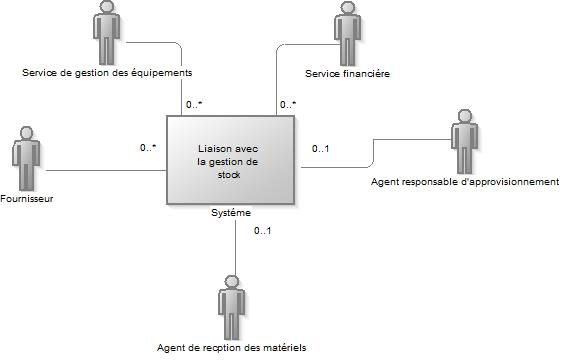 Service de gestion des équipements
Service financiére
0..*
0..*
Liaison avec
la gestion de
stock
0..*
0..1
Agent responsable d'approvisionnement
Fournisseur
Systéme
0..1
Agent de recption des matériels